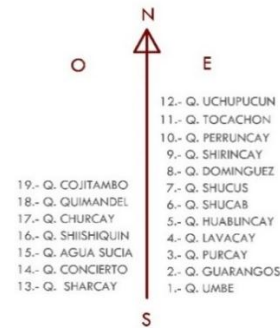 N
O
E
12.- Q. UCHUPUCUN
11.- Q. TOCACHON
10.- Q. PERRUNCAY
9.- Q. SHIRINCAY
8.- Q. DOMINGUEZ
7.- Q. SHUCUS
6.- Q. SHUCAB
5.- Q. HUABLINCAY
4.- Q. LAVACAY
3.- Q. PURCAY
2.- Q. GUARANGOS
1.- Q. UMBE
19.- Q. COJITAMBO
18.- Q. QUIMANDEL
17.- Q. CHURCAY
16.- Q. SHIISHIQUIN
15.- Q. AGUA SUCIA
14.- Q. CONCIERTO
13.- Q. SHARCAY
S